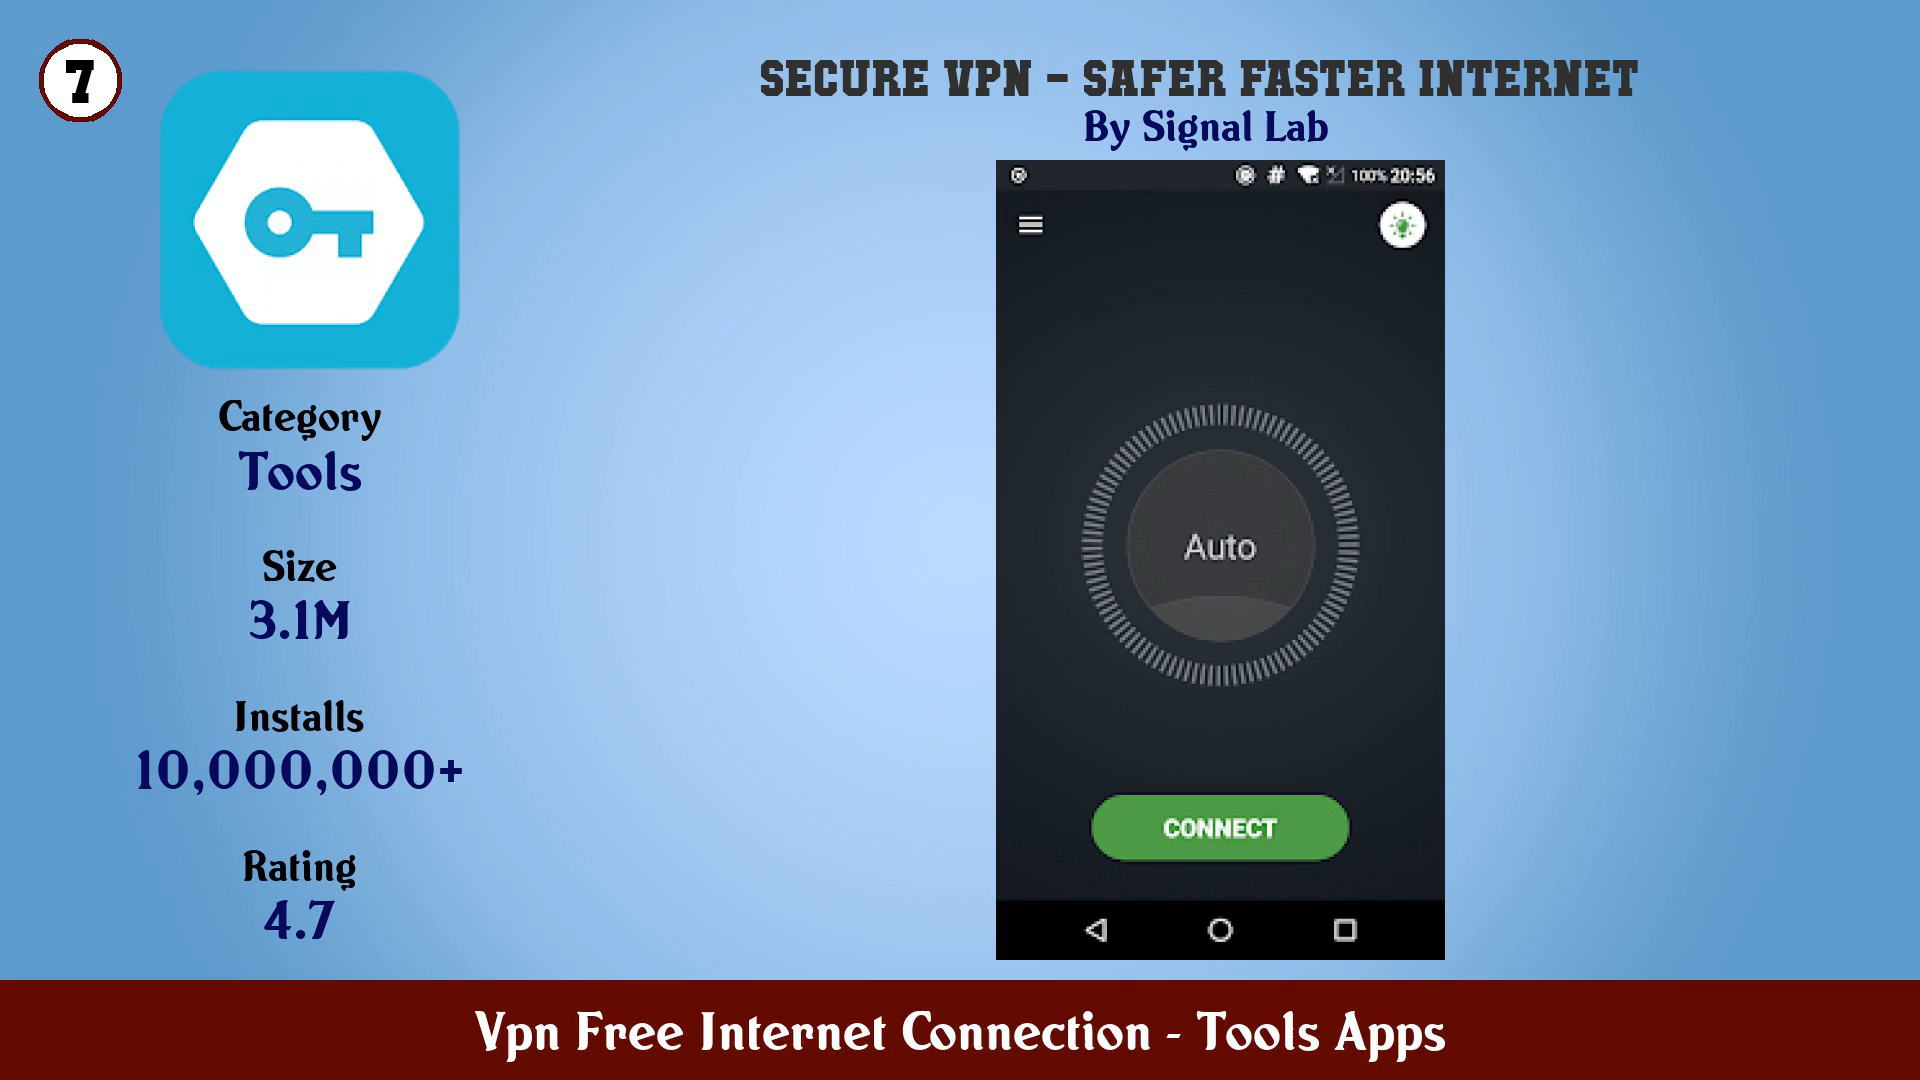 7
SECURE VPN – SAFER FASTER INTERNET
By Signal Lab
100% 20:56
Auto
CONNECT
Category
Tools
Size
3.1M
Installs
10,000,000+
Rating
4.7
Vpn Free Internet Connection - Tools Apps